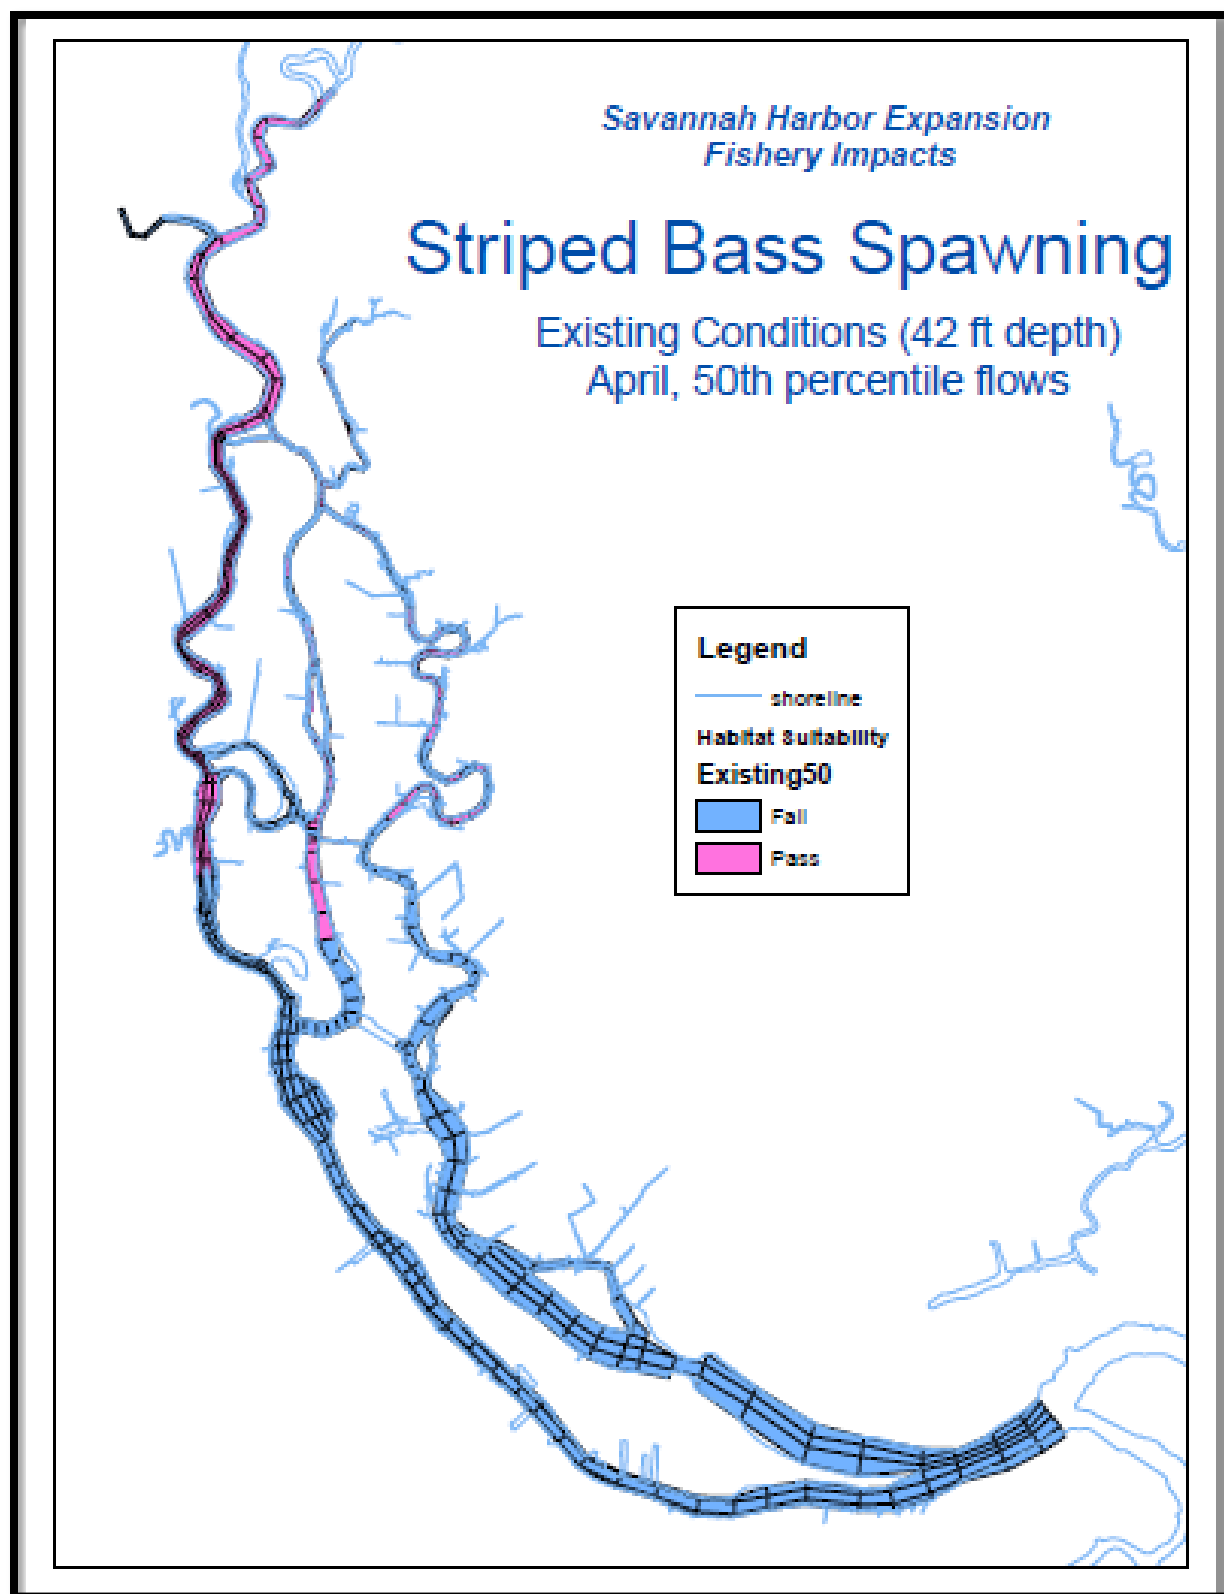 Savannah Harbor Expansion
Fishery Impacts
Striped Bass Spawning
Existing Conditions (42 ft depth)
April, 50th percentile flows
Legend
shoreline
Habitat Suitability
Existing50
Fail
Pass